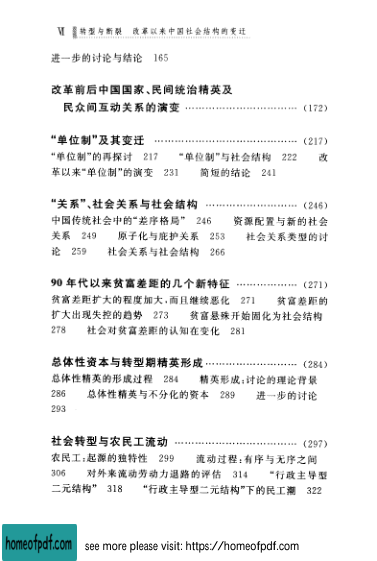 Ⅵ 转型与断裂 改革以来中国社会结构的变迁
进一步的讨论与结论 165
改革前后中国国家、民间统治精英及
民众间互动关系的演变 ………………………… (172)
“单位制”及其变迁 ………………………………… (217)
“单位制”的再探讨 217 “单位制”与社会结构 222 改
革以来“单位制”的演变 231 简短的结论 241
“关系”、社会关系与社会结构 …………………… (246)
中国传统社会中的“差序格局” 246 资源配置与新的社会
关系 249 原子化与庇护关系 253 社会关系类型的讨
论 259 社会关系与社会结构 266
90 年代以来贫富差距的几个新特征 ……………… (271)
贫富差距扩大的程度加大,而且继续恶化 271 贫富差距的
扩大出现失控的趋势 273 贫富悬殊开始固化为社会结构
278 社会对贫富差距的认知在变化 281
总体性资本与转型期精英形成…………………… (284)
总体性精英的形成过程 284 精英形成:讨论的理论背景
286 总体性精英与不分化的资本 289 进一步的讨论
293
社会转型与农民工流动 …………………………… (297)
农民工:起源的独特性 299 流动过程:有序与无序之间
306 对外来流动劳动力退路的评估 314 “行政主导型
二元结构” 318 “行政主导型二元结构”下的民工潮 322
homeofpdf.com see more please visit: https://homeofpdf.com